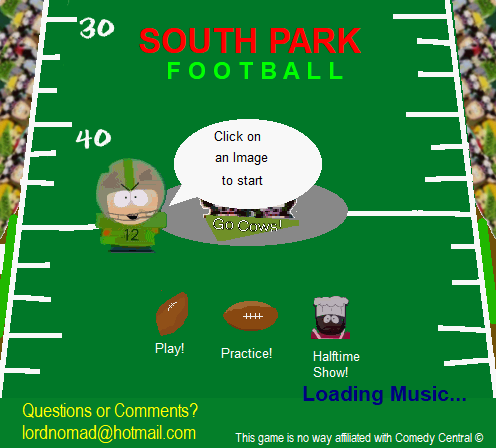 30
SOUTH PARK
FOOTBALL
40
Click on
an Image
to start
Go Cows!
12
Play!
Practice!
Halftime
Show!
Loading Music...
Questions or Comments?
lordnomad@hotmail.com
This game is no way affiliated with Comedy Central ©